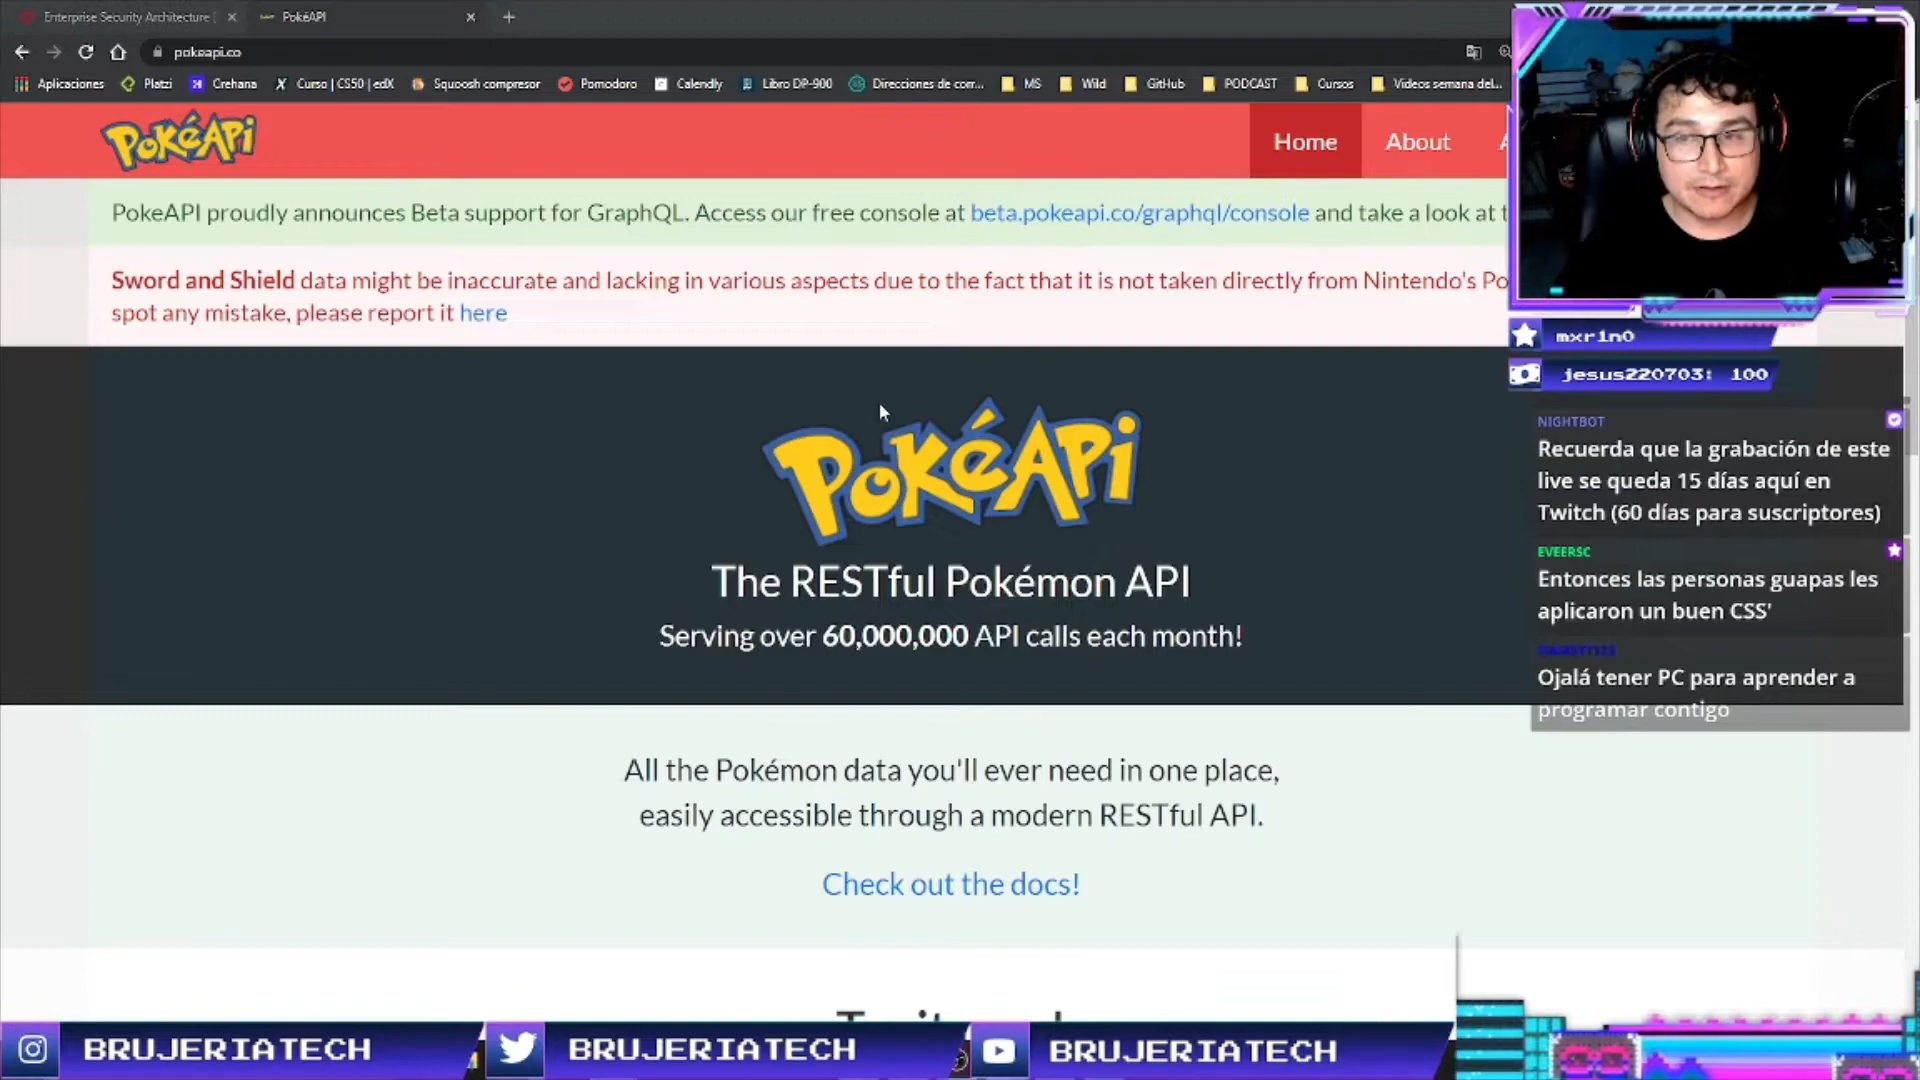 Enterprise Security Architecture
PokéAPI
pokeapi.co
Aplicaciones
Platzi
Crehana
Curso | CS50 | edX
Squoosh compresor
Pomodoro
Calendly
Libro DP-900
Direcciones de cor...
MS
Wild
GitHub
PODCAST
Cursos
Videos semana del...
PokéAPi
Home
About
PokeAPI proudly announces Beta support for GraphQL. Access our free console at beta.pokeapi.co/graphql/console and take a look at t
Sword and Shield data might be inaccurate and lacking in various aspects due to the fact that it is not taken directly from Nintendo's Po
spot any mistake, please report it here
mxr1n0
jesus220703: 100
NIGHTBOT
Recuerda que la grabación de este
live se queda 15 días aquí en
Twitch (60 días para suscriptores)
EVEERSC
Entonces las personas guapas les
aplicaron un buen CSS'
Ojalá tener PC para aprender a
programar contigo
PokéAPi
The RESTful Pokémon API
Serving over 60,000,000 API calls each month!
All the Pokémon data you'll ever need in one place,
easily accessible through a modern RESTful API.
Check out the docs!
BRUJERIATECH
BRUJERIATECH
BRUJERIATECH